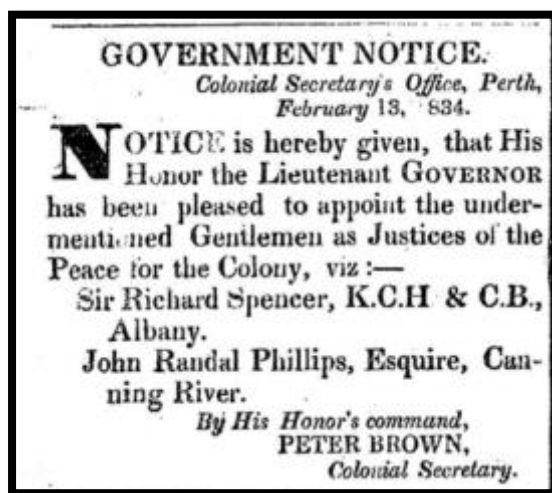 GOVERNMENT NOTICE.
Colonial Secretary's Office, Perth,
February 13, 834.
NOTICE is hereby given, that His
Honor the Lieutenant GOVERNOR
has been pleased to appoint the under-
mentioned Gentlemen as Justices of the
Peace for the Colony, viz :—
Sir Richard Spencer, K.C.H & C.B.,
Albany.
John Randal Phillips, Esquire, Can-
ning River.
By His Honor's command,
PETER BROWN,
Colonial Secretary.